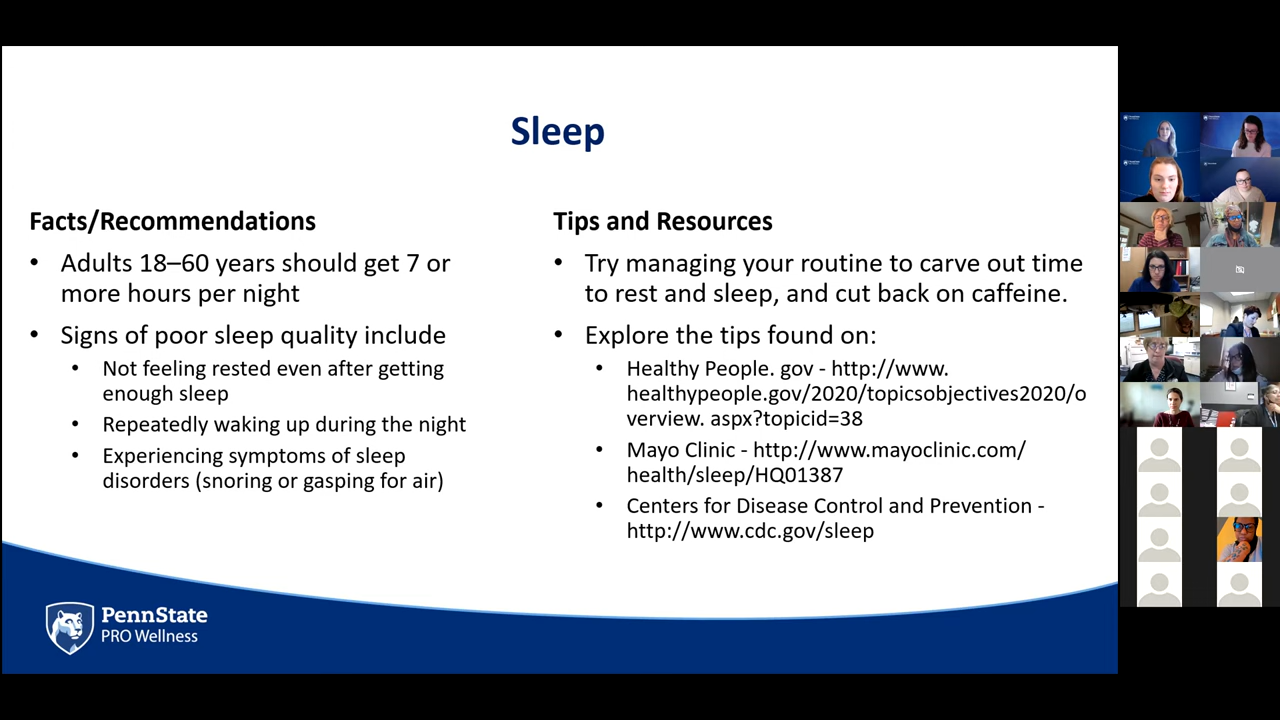 Sleep
Facts/Recommendations
• Adults 18–60 years should get 7 or
more hours per night
• Signs of poor sleep quality include
• Not feeling rested even after getting
enough sleep
• Repeatedly waking up during the night
• Experiencing symptoms of sleep
disorders (snoring or gasping for air)
Tips and Resources
• Try managing your routine to carve out time
to rest and sleep, and cut back on caffeine.
• Explore the tips found on:
• Healthy People. gov - http://www.
healthypeople.gov/2020/topicsobjectives2020/o
verview. aspx?topicid=38
• Mayo Clinic - http://www.mayoclinic.com/
health/sleep/HQ01387
• Centers for Disease Control and Prevention -
http://www.cdc.gov/sleep
PennState
PRO Wellness